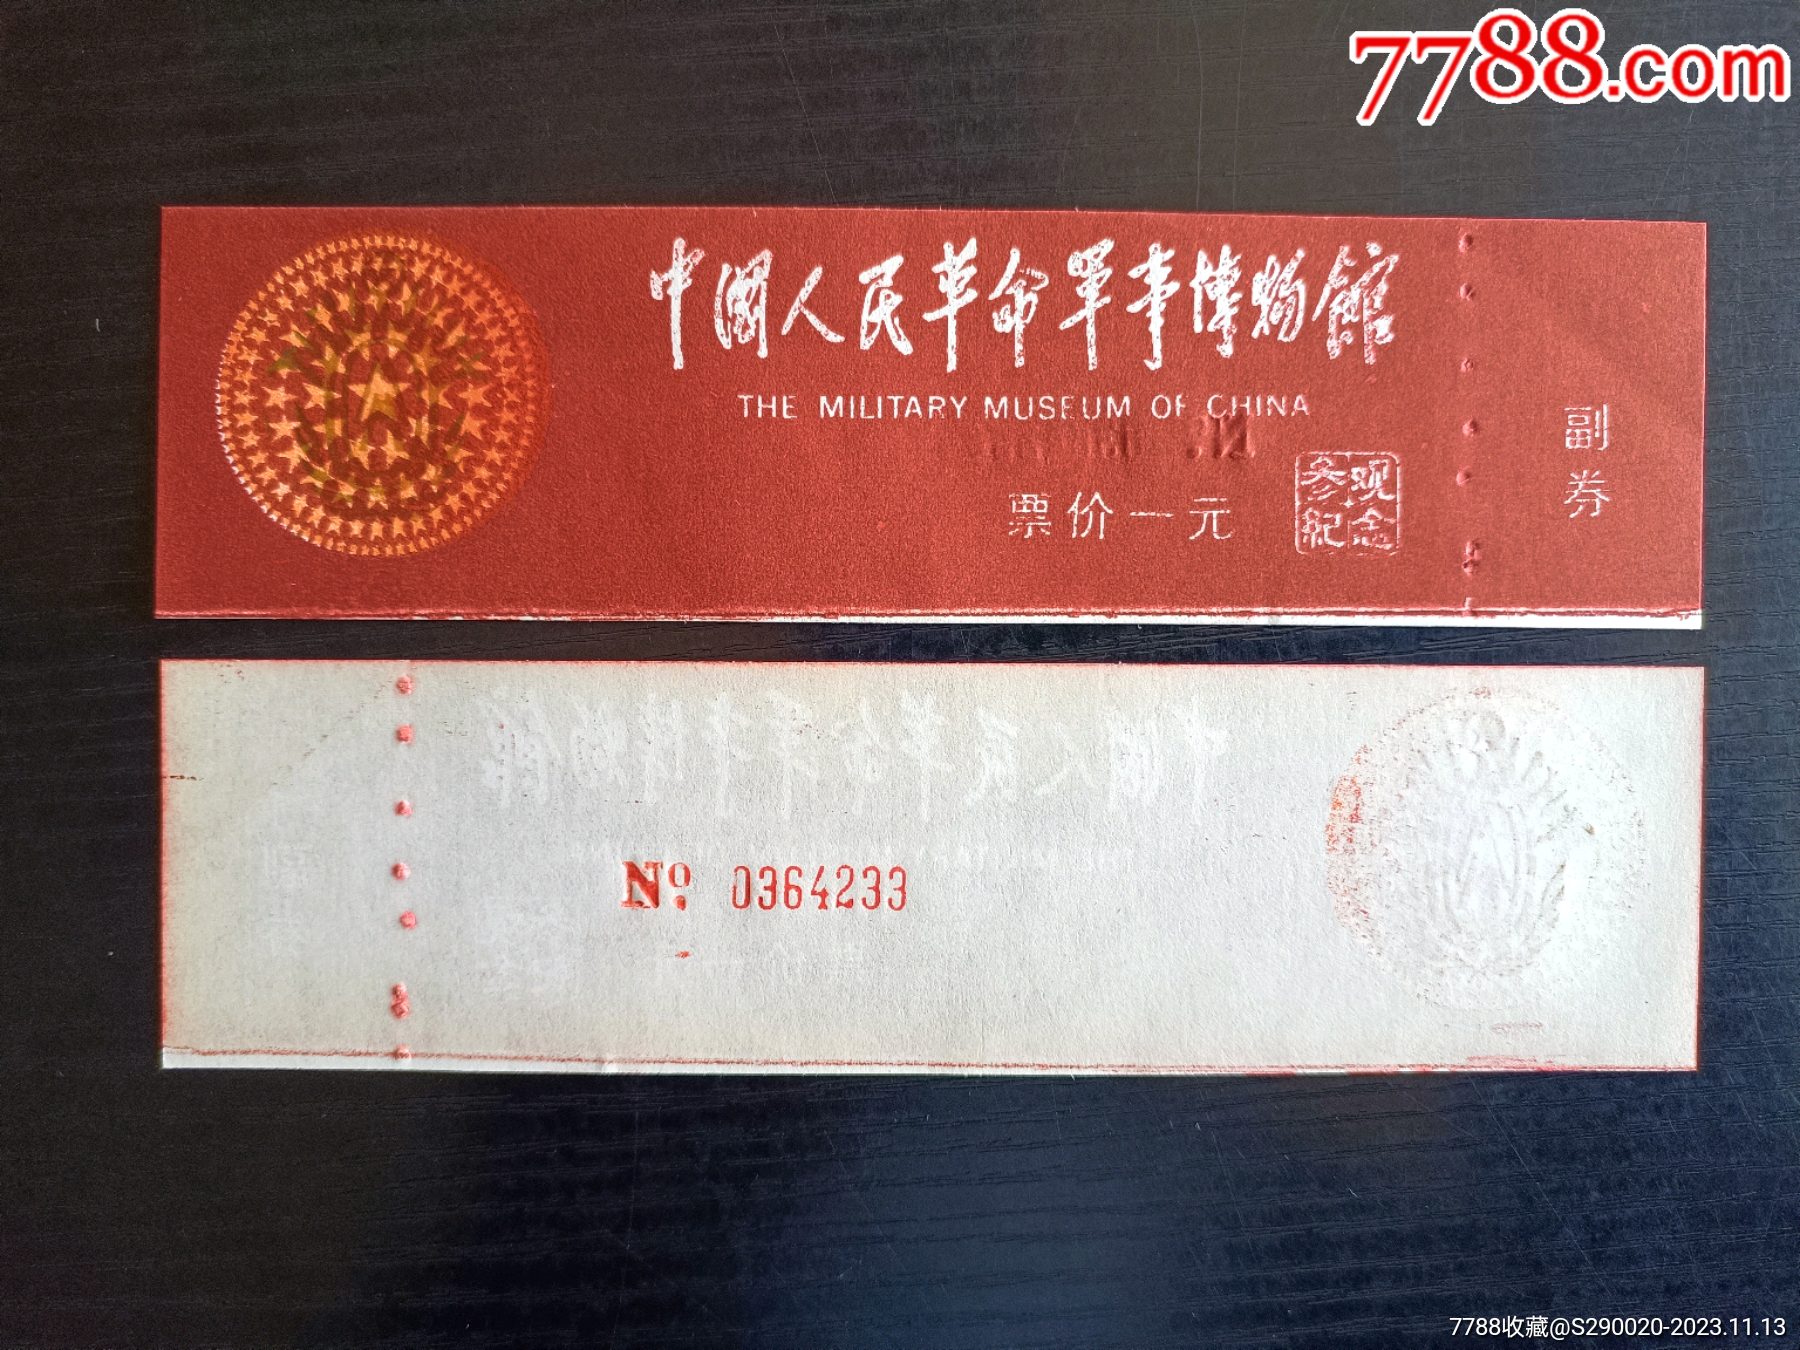 7788.com
中國人民革命军事博物館
THE MILITARY MUSEUM OF CHINA
票价一元
参观
紀念
副券
Nº 0364233
7788收藏@S290020-2023.11.13